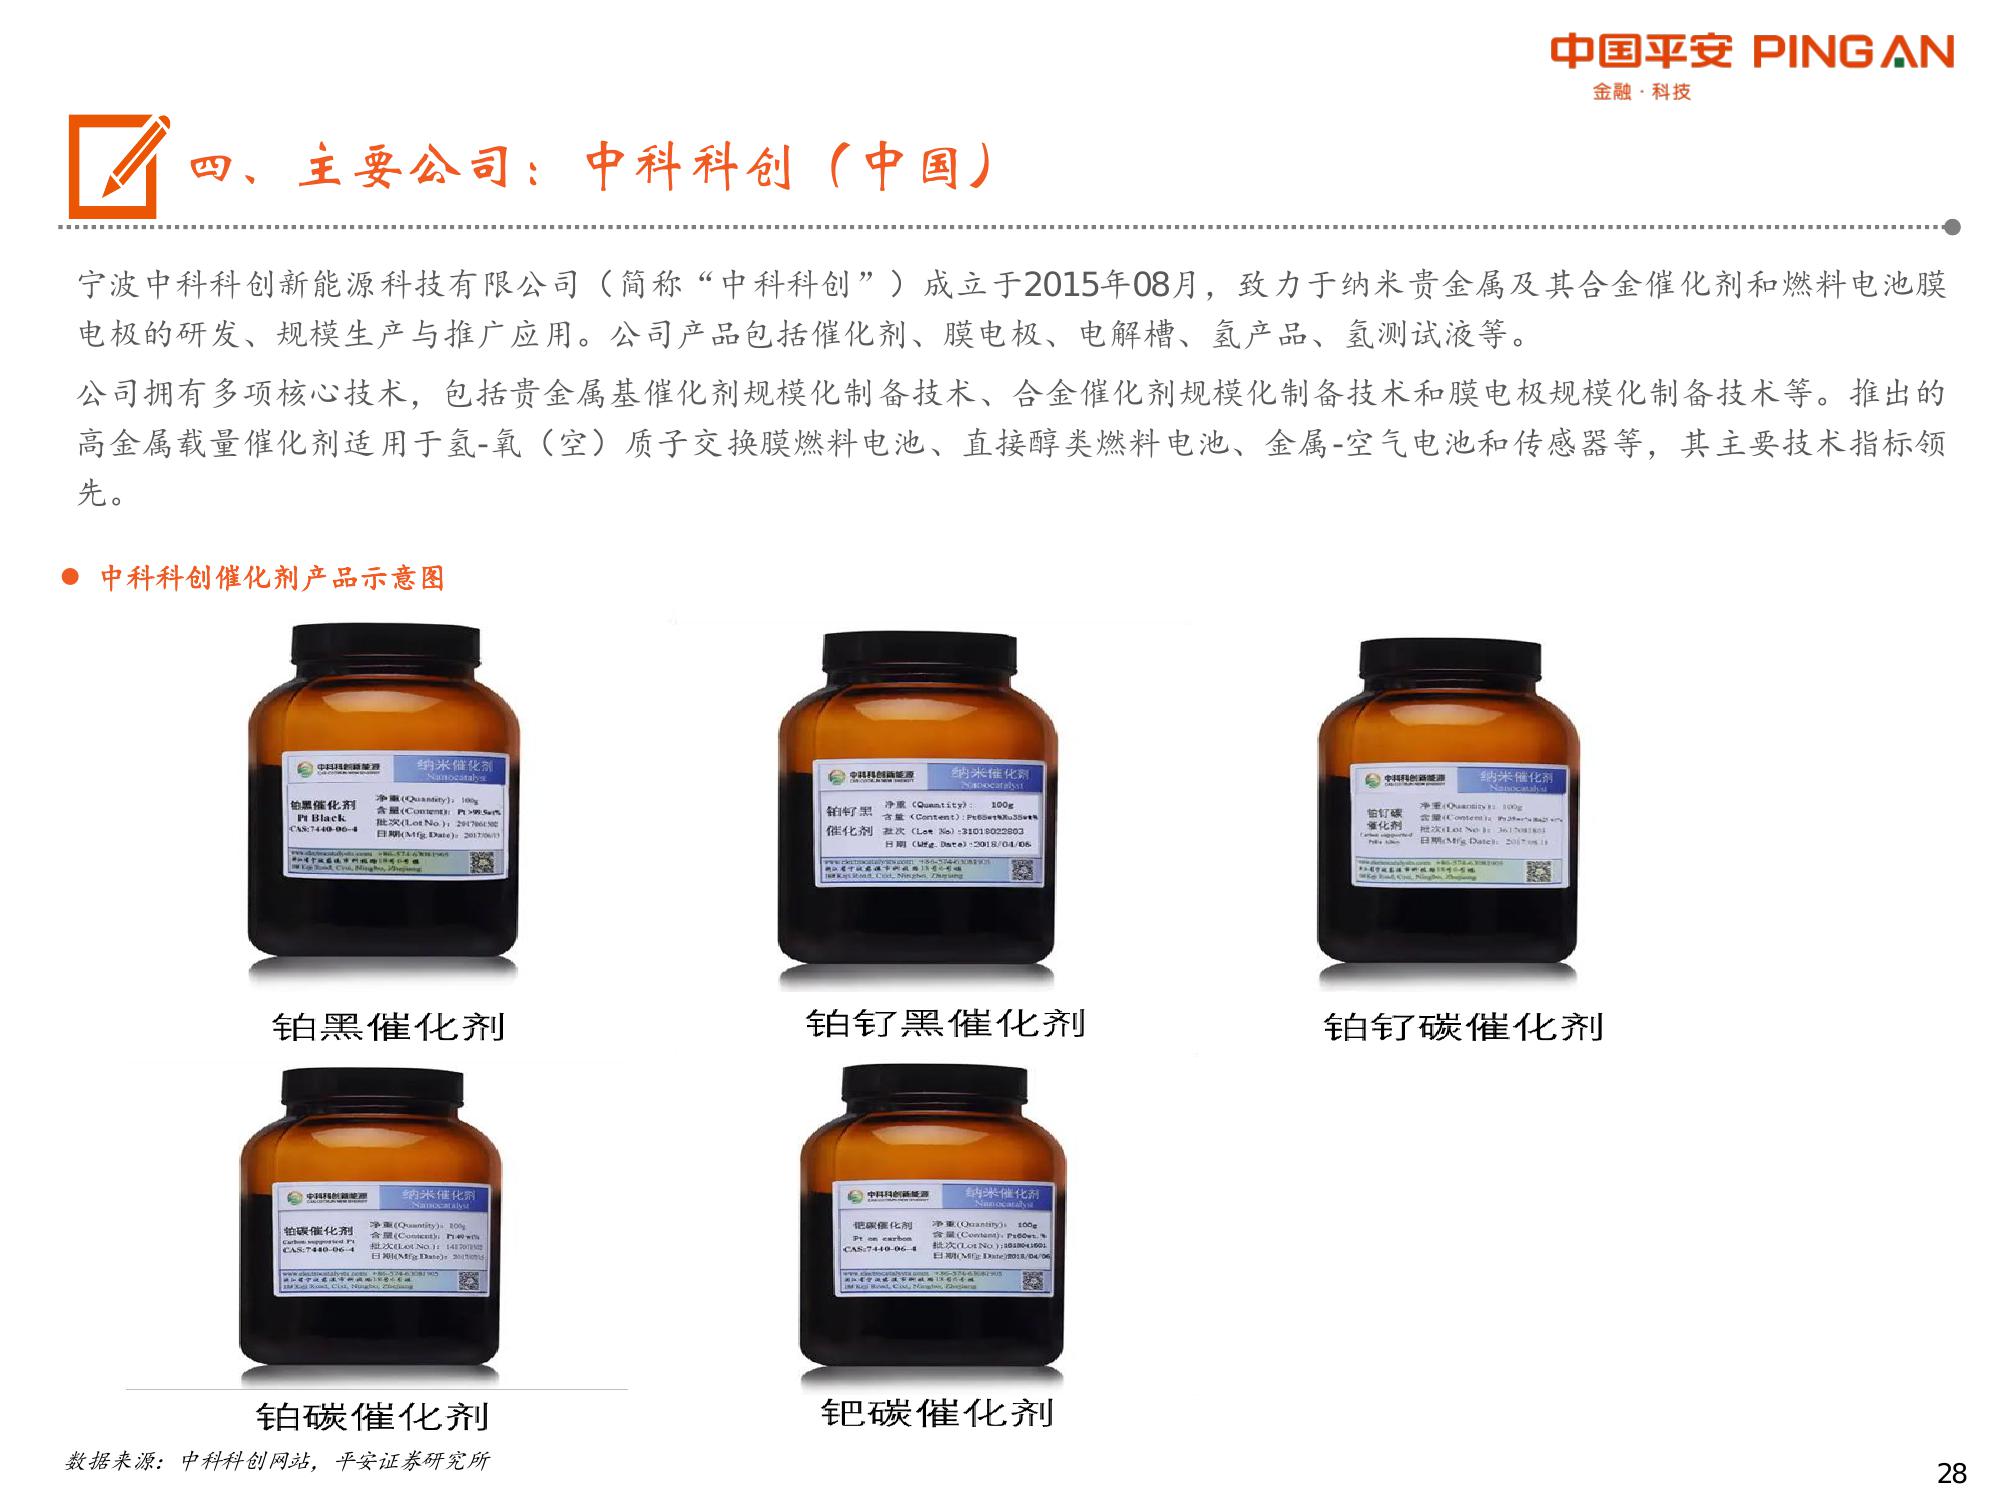 中国平安 PING AN
金融·科技
四、主要公司：中科科创（中国）
宁波中科科创新能源科技有限公司（简称“中科科创”）成立于2015年08月，致力于纳米贵金属及其合金催化剂和燃料电池膜
电极的研发、规模生产与推广应用。公司产品包括催化剂、膜电极、电解槽、氢产品、氢测试液等。
公司拥有多项核心技术，包括贵金属基催化剂规模化制备技术、合金催化剂规模化制备技术和膜电极规模化制备技术等。推出的
高金属载量催化剂适用于氢-氧（空）质子交换膜燃料电池、直接醇类燃料电池、金属-空气电池和传感器等，其主要技术指标领
先。
中科科创催化剂产品示意图
中科科创新能源 纳米催化剂
Nanocatalyst
铂黑催化剂
Pt Black
CAS:7440-06-4
净重(Quantity)：100g
含量(Content)：Pt >99.5wt%
批次(Lot No.)：
日期(Mfg.Date)：
中科科创新能源 纳米催化剂
Nanocatalyst
铂钌黑
催化剂
净重 (Quantity)： 100g
含量 (Content)：Pt65wt%Ru35wt%
批次 (Lot No)：31018022803
日期 (Mfg.Date)：2018/04/06
中科科创新能源 纳米催化剂
Nanocatalyst
铂钌碳
催化剂
净重(Quantity)：100g
含量(Content)：
批次(Lot No.)：
日期(Mfg.Date)：
铂黑催化剂
铂钌黑催化剂
铂钌碳催化剂
中科科创新能源 纳米催化剂
Nanocatalyst
铂碳催化剂
Carbon supported Pt
CAS:7440-06-4
净重(Quantity)：100g
含量(Content)：
批次(Lot No.)：
日期(Mfg.Date)：
中科科创新能源 纳米催化剂
Nanocatalyst
钯碳催化剂
Pt on carbon
CAS:7440-06-4
净重(Quantity)： 100g
含量(Content)：Pt60wt.%
批次(Lot No.)：
日期(Mfg.Date)：2018/04/06
铂碳催化剂
钯碳催化剂
数据来源：中科科创网站，平安证券研究所
28